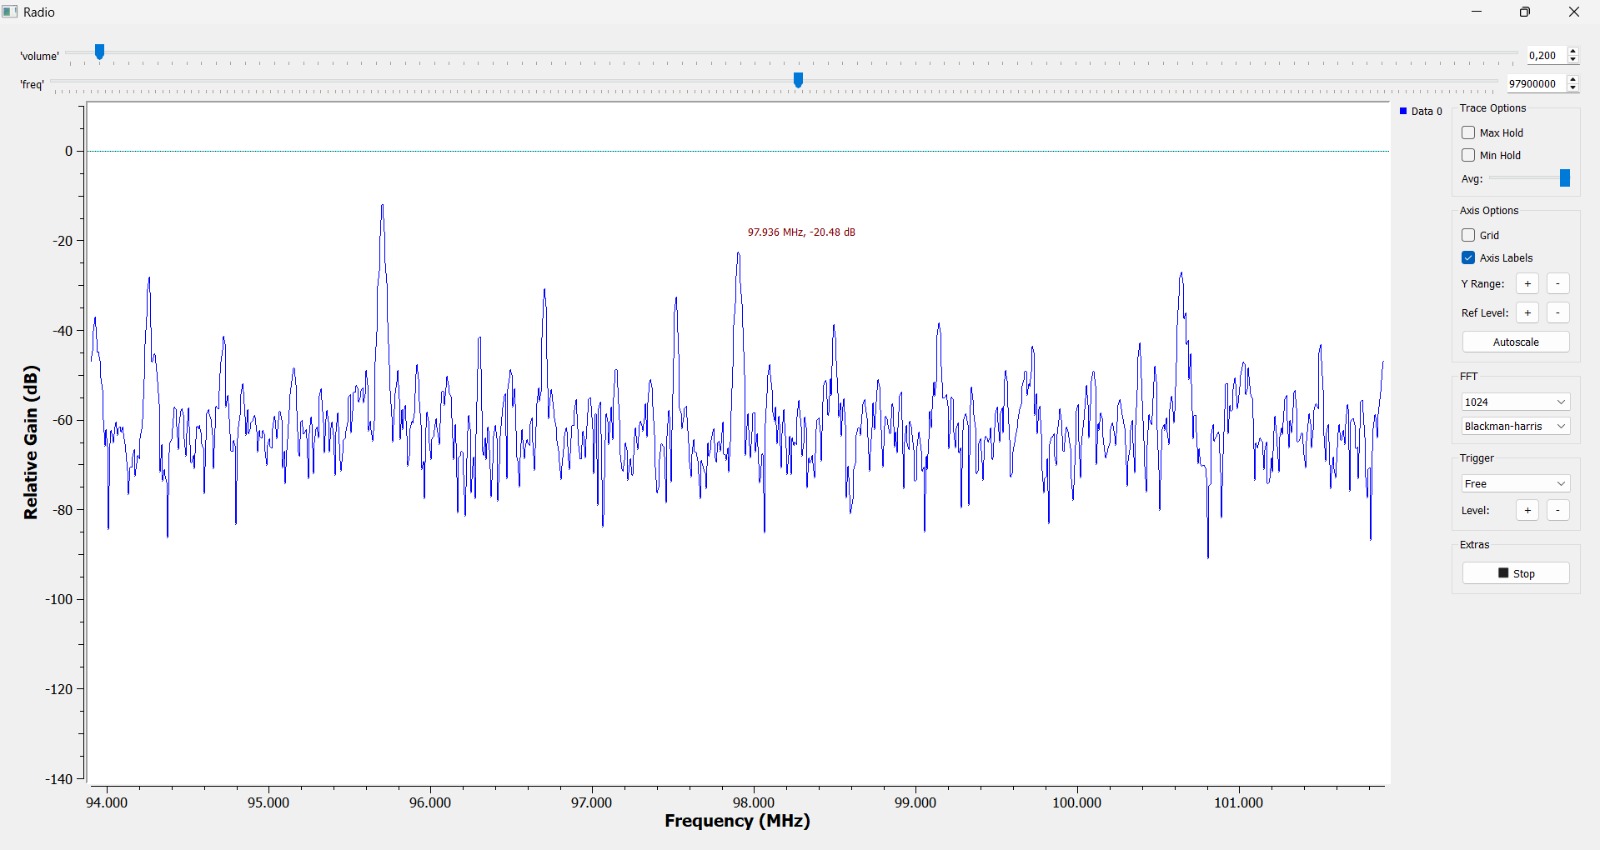 Radio
'volume'
0,200
'freq'
97900000
Data 0
Trace Options
Max Hold
Min Hold
Avg:
Axis Options
Grid
Axis Labels
Y Range:
+
-
Ref Level:
+
-
Autoscale
FFT
1024
Blackman-harris
Trigger
Free
Level:
+
-
Extras
Stop
97.936 MHz, -20.48 dB
Relative Gain (dB)
0
-20
-40
-60
-80
-100
-120
-140
94.000 95.000 96.000 97.000 98.000 99.000 100.000 101.000
Frequency (MHz)